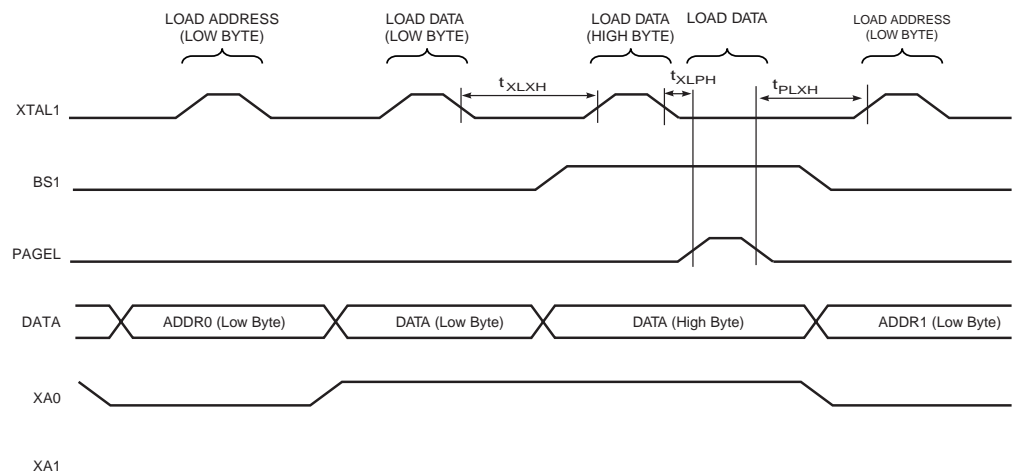 LOAD ADDRESS
(LOW BYTE)
LOAD DATA
(LOW BYTE)
LOAD DATA
(HIGH BYTE)
LOAD DATA
LOAD ADDRESS
(LOW BYTE)
tXLXH
tXLPH
tPLXH
XTAL1
BS1
PAGEL
DATA
ADDR0 (Low Byte)
DATA (Low Byte)
DATA (High Byte)
ADDR1 (Low Byte)
XA0
XA1